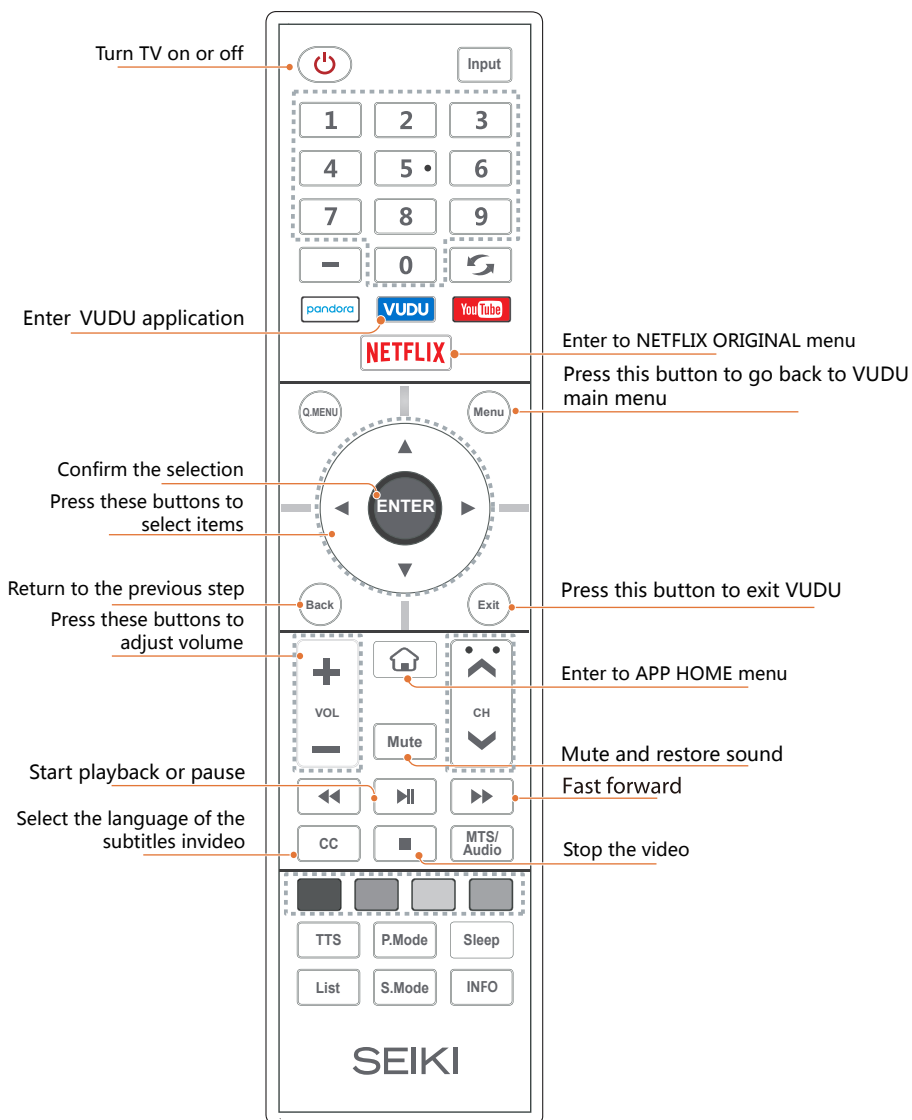 Turn TV on or off
Input
1 2 3
4 5 6
7 8 9
– 0
pandora VUDU YouTube
Enter VUDU application
NETFLIX
Enter to NETFLIX ORIGINAL menu
Press this button to go back to VUDU
main menu
Q.MENU
Menu
Confirm the selection
ENTER
Press these buttons to
select items
Return to the previous step
Back
Exit
Press this button to exit VUDU
Press these buttons to
adjust volume
Enter to APP HOME menu
VOL
CH
Mute
Mute and restore sound
Start playback or pause
Fast forward
Select the language of the
subtitles invideo
CC
MTS/
Audio
Stop the video
TTS P.Mode Sleep
List S.Mode INFO
SEIKI